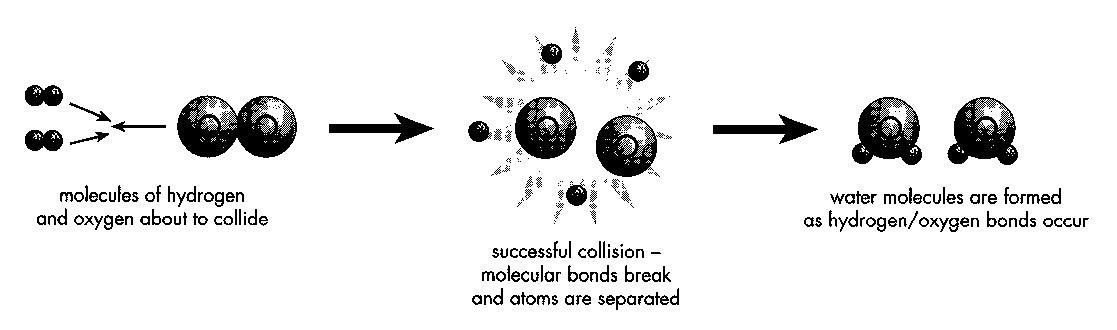 molecules of hydrogen
and oxygen about to collide
successful collision –
molecular bonds break
and atoms are separated
water molecules are formed
as hydrogen/oxygen bonds occur